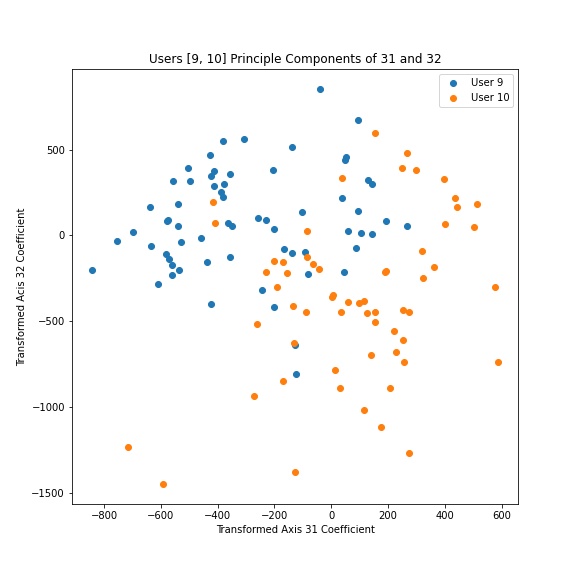 Users [9, 10] Principle Components of 31 and 32
User 9
User 10
Transformed Acis 32 Coefficient
500
0
−500
−1000
−1500
−800 −600 −400 −200 0 200 400 600
Transformed Axis 31 Coefficient